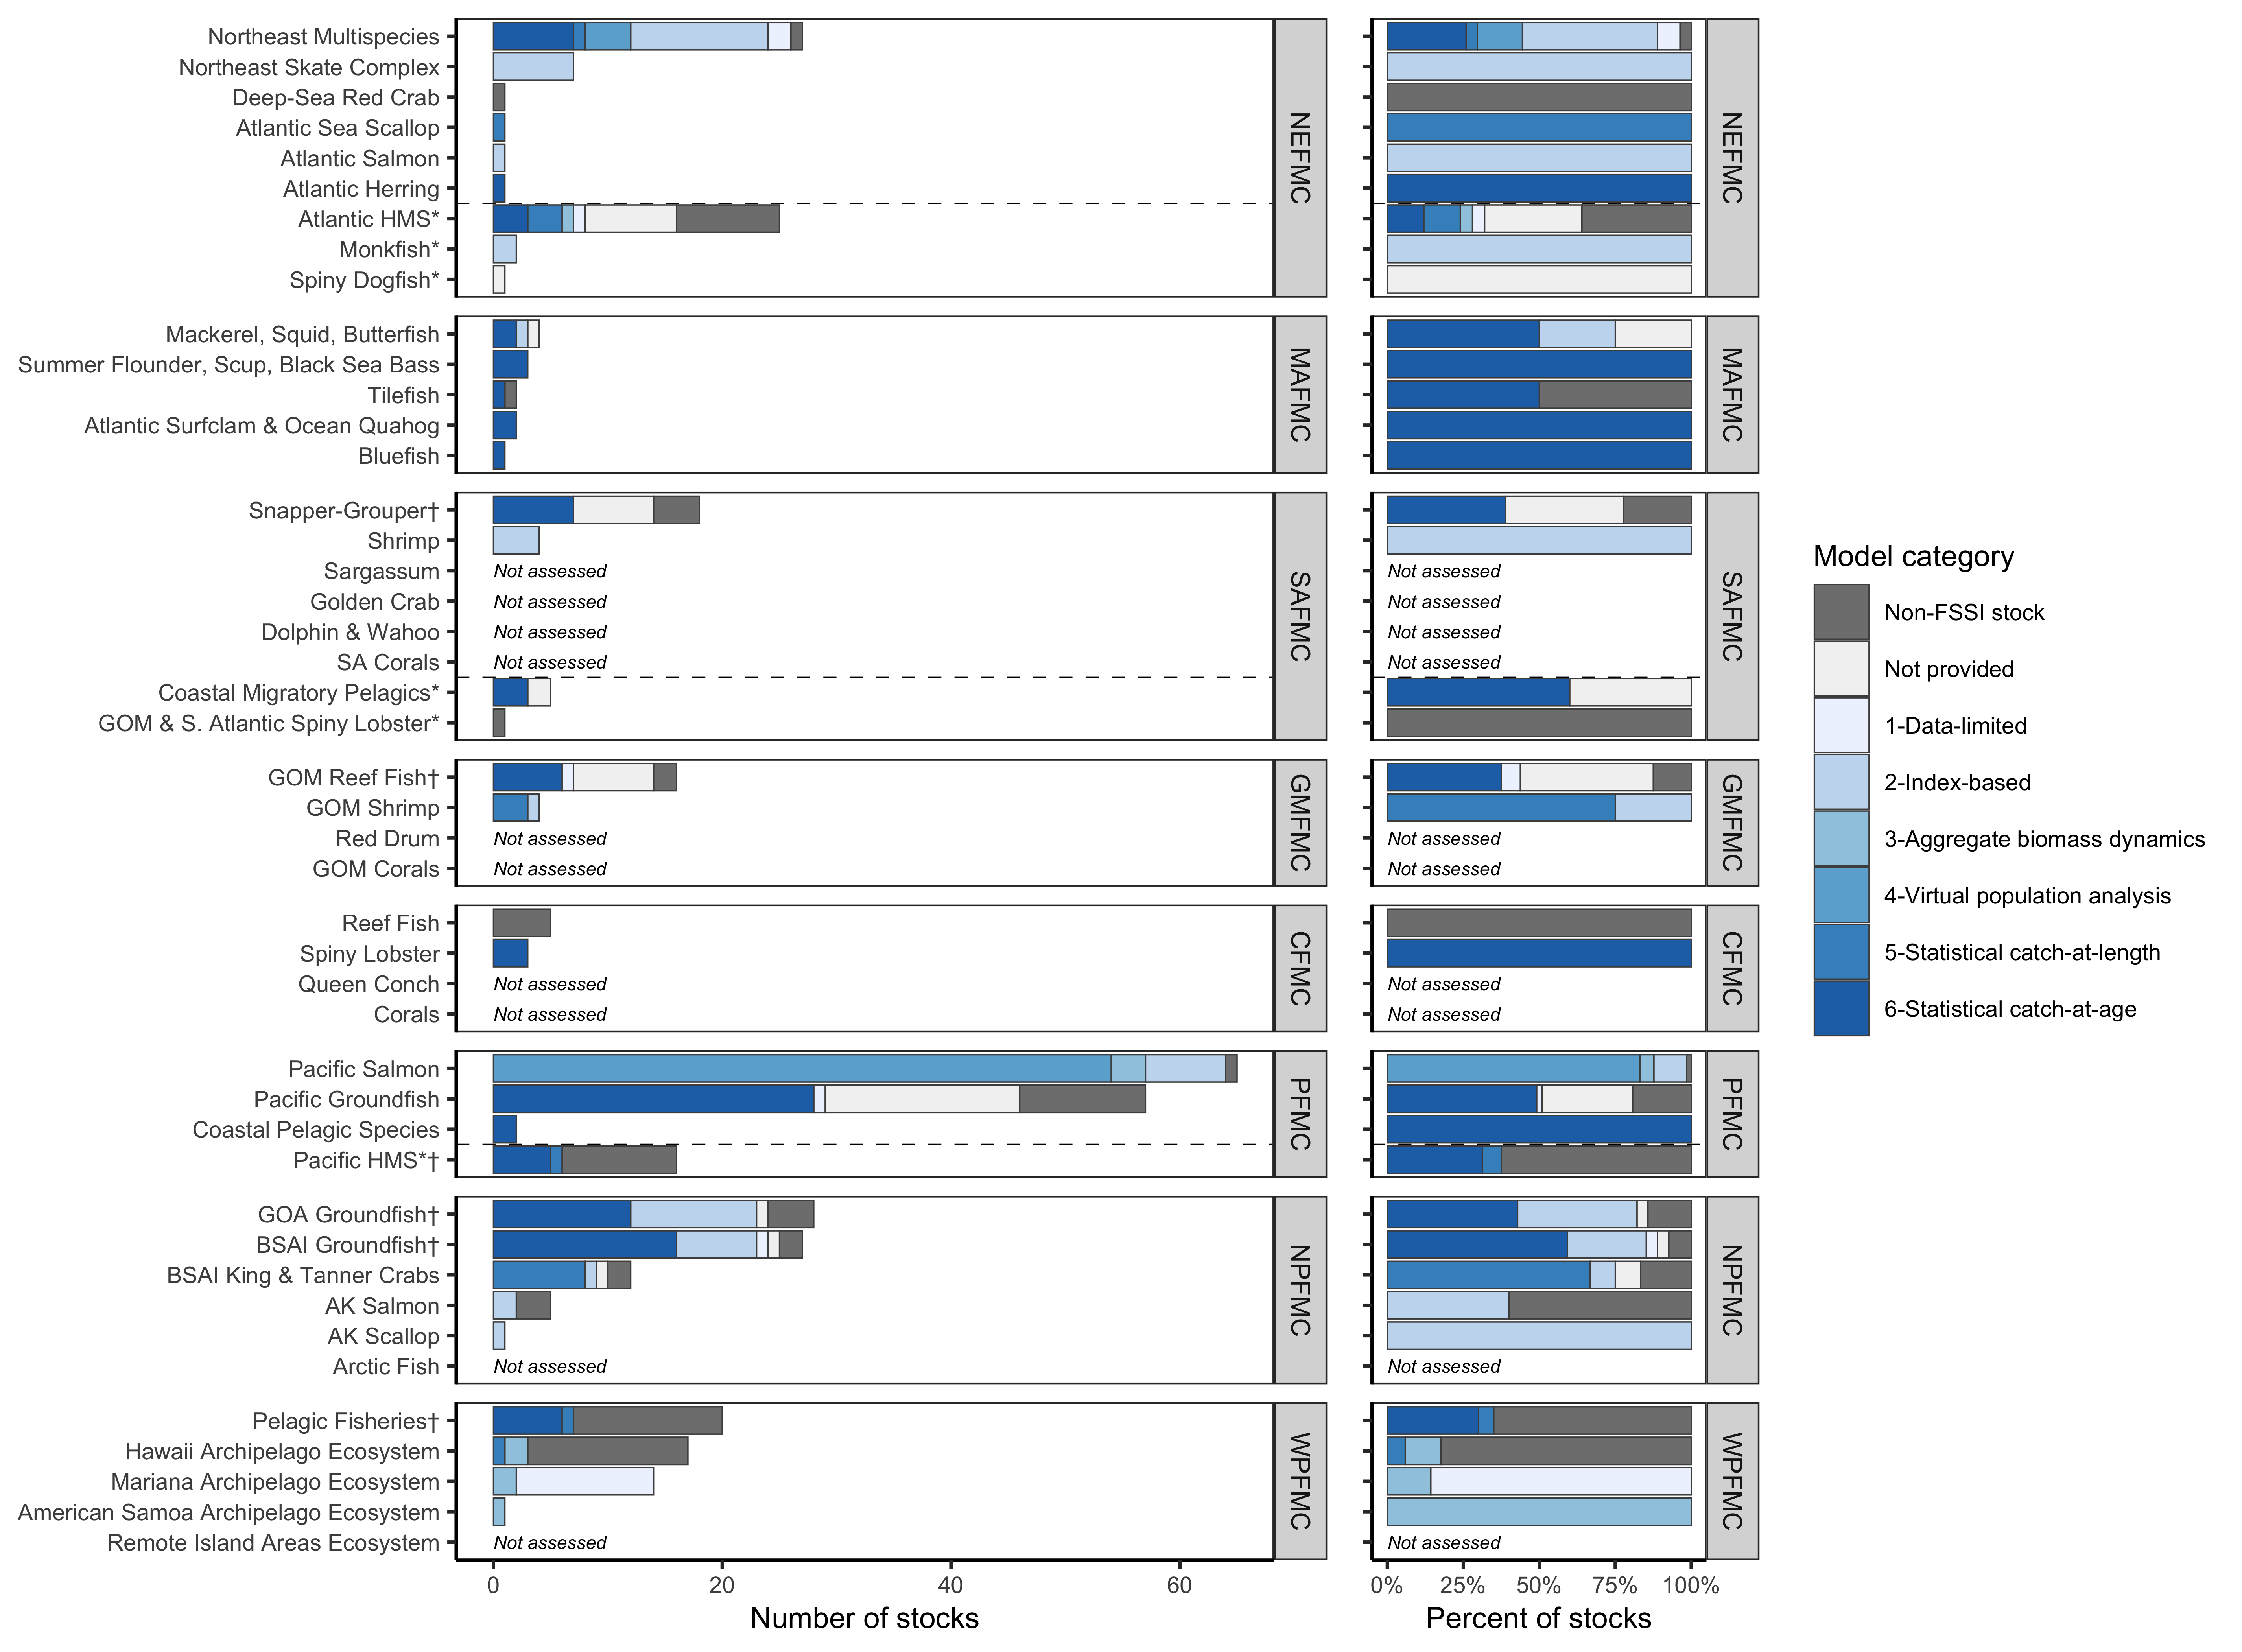 Northeast Multispecies
Northeast Skate Complex
Deep-Sea Red Crab
Atlantic Sea Scallop
Atlantic Salmon
Atlantic Herring
Atlantic HMS*
Monkfish*
Spiny Dogfish*
NEFMC
NEFMC
Mackerel, Squid, Butterfish
Summer Flounder, Scup, Black Sea Bass
Tilefish
Atlantic Surfclam & Ocean Quahog
Bluefish
MAFMC
MAFMC
Snapper-Grouper†
Shrimp
Sargassum Not assessed Not assessed
Golden Crab Not assessed Not assessed
Dolphin & Wahoo Not assessed Not assessed
SA Corals Not assessed Not assessed
Coastal Migratory Pelagics*
GOM & S. Atlantic Spiny Lobster*
SAFMC
SAFMC
GOM Reef Fish†
GOM Shrimp
Red Drum Not assessed Not assessed
GOM Corals Not assessed Not assessed
GMFMC
GMFMC
Reef Fish
Spiny Lobster
Queen Conch Not assessed Not assessed
Corals Not assessed Not assessed
CFMC
CFMC
Pacific Salmon
Pacific Groundfish
Coastal Pelagic Species
Pacific HMS*†
PFMC
PFMC
GOA Groundfish†
BSAI Groundfish†
BSAI King & Tanner Crabs
AK Salmon
AK Scallop
Arctic Fish Not assessed Not assessed
NPFMC
NPFMC
Pelagic Fisheries†
Hawaii Archipelago Ecosystem
Mariana Archipelago Ecosystem
American Samoa Archipelago Ecosystem
Remote Island Areas Ecosystem Not assessed Not assessed
WPFMC
WPFMC
0 20 40 60
Number of stocks
0% 25% 50% 75% 100%
Percent of stocks
Model category
Non-FSSI stock
Not provided
1-Data-limited
2-Index-based
3-Aggregate biomass dynamics
4-Virtual population analysis
5-Statistical catch-at-length
6-Statistical catch-at-age